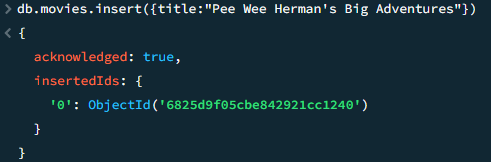 > db.movies.insert({title:"Pee Wee Herman's Big Adventures"})
< {
acknowledged: true,
insertedIds: {
'0': ObjectId('6825d9f05cbe842921cc1240')
}
}